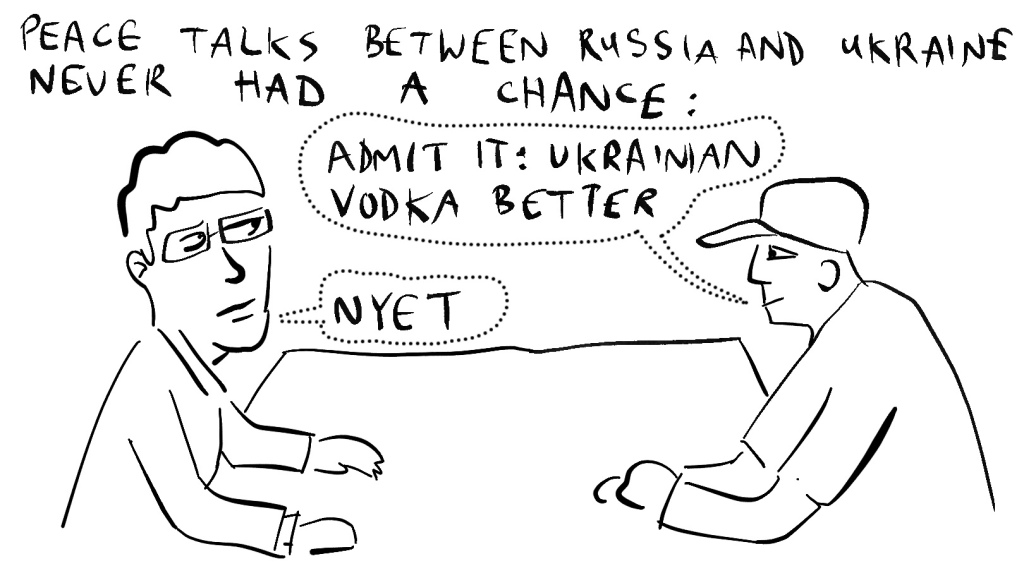 PEACE TALKS BETWEEN RUSSIA AND UKRAINE
NEVER HAD A CHANCE:
ADMIT IT: UKRAINIAN
VODKA BETTER
NYET